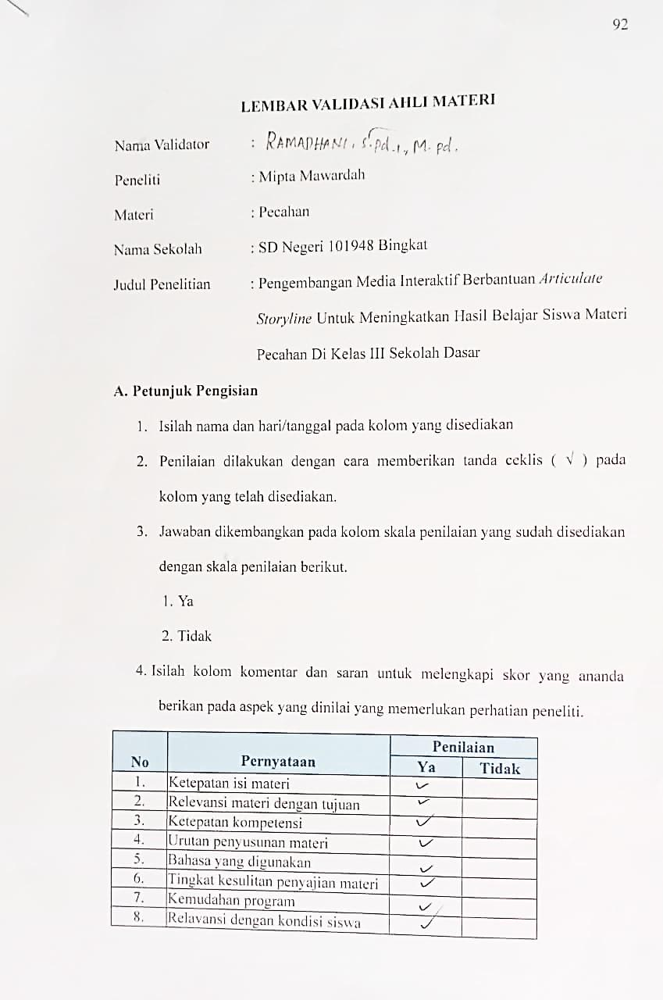 92
LEMBAR VALIDASI AHLI MATERI
Nama Validator : RAMADHANI, S.Pd.I., M.Pd.
Peneliti : Mipta Mawardah
Materi : Pecahan
Nama Sekolah : SD Negeri 101948 Bingkat
Judul Penelitian : Pengembangan Media Interaktif Berbantuan Articulate
Storyline Untuk Meningkatkan Hasil Belajar Siswa Materi
Pecahan Di Kelas III Sekolah Dasar
A. Petunjuk Pengisian
1. Isilah nama dan hari/tanggal pada kolom yang disediakan
2. Penilaian dilakukan dengan cara memberikan tanda ceklis ( √ ) pada
kolom yang telah disediakan.
3. Jawaban dikembangkan pada kolom skala penilaian yang sudah disediakan
dengan skala penilaian berikut.
1. Ya
2. Tidak
4. Isilah kolom komentar dan saran untuk melengkapi skor yang ananda
berikan pada aspek yang dinilai yang memerlukan perhatian peneliti.
No Pernyataan Penilaian
Ya Tidak
1. Ketepatan isi materi ✓
2. Relevansi materi dengan tujuan ✓
3. Ketepatan kompetensi ✓
4. Urutan penyusunan materi ✓
5. Bahasa yang digunakan ✓
6. Tingkat kesulitan penyajian materi ✓
7. Kemudahan program ✓
8. Relavansi dengan kondisi siswa ✓